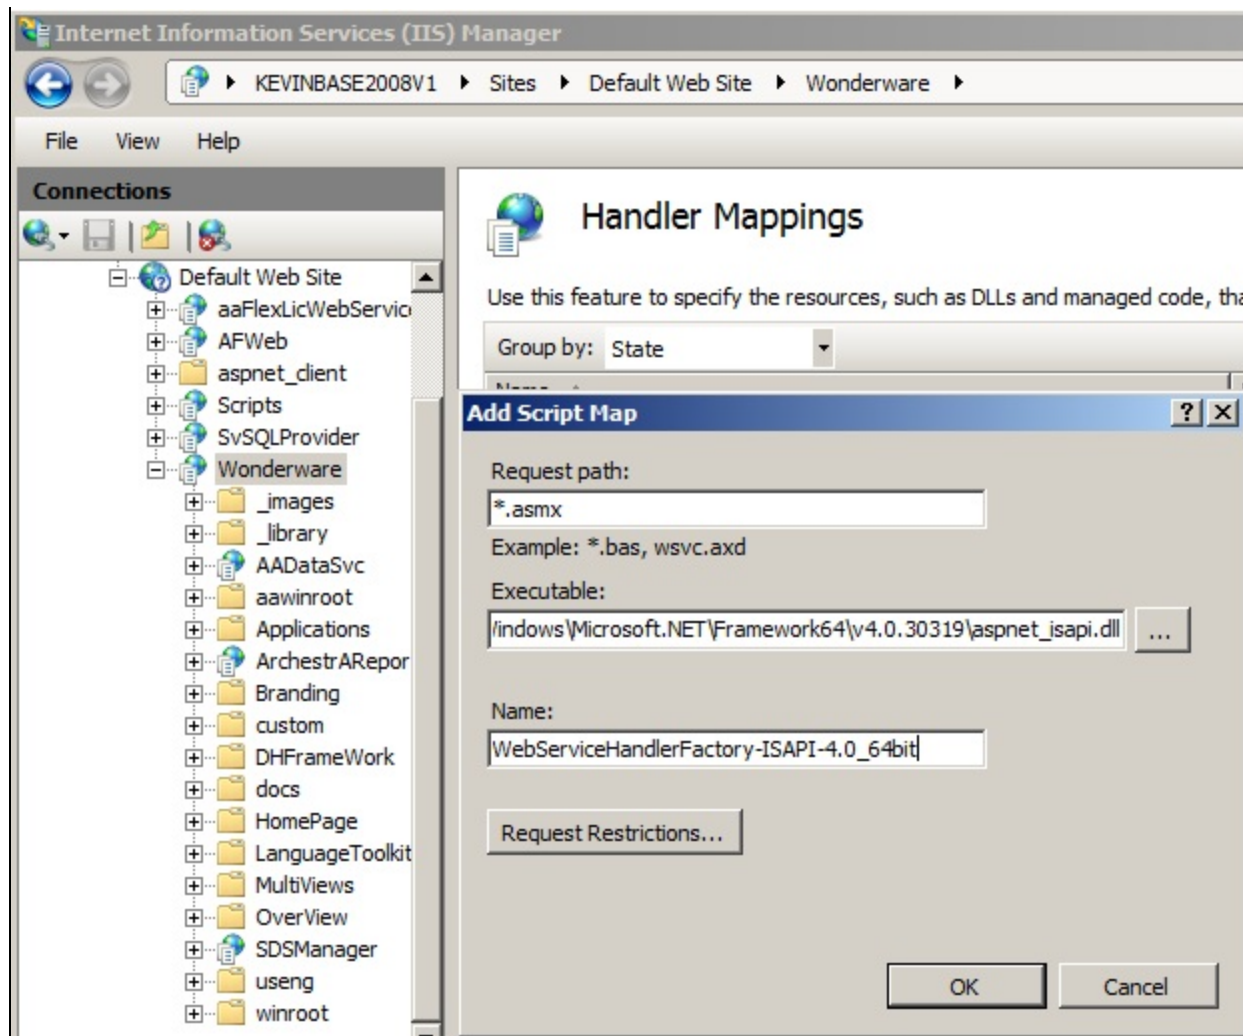 Internet Information Services (IIS) Manager
KEVINBASE2008V1 Sites Default Web Site Wonderware
File View Help
Connections
Default Web Site
aaFlexLicWebServic
AFWeb
aspnet_client
Scripts
SvSQLProvider
Wonderware
_images
_library
AADataSvc
aawinroot
Applications
ArchestrARepor
Branding
custom
DHFrameWork
docs
HomePage
LanguageToolkit
MultiViews
OverView
SDSManager
useng
winroot
Handler Mappings
Use this feature to specify the resources, such as DLLs and managed code, tha
Group by: State
Name
Add Script Map
Request path:
*.asmx
Example: *.bas, wsvc.axd
Executable:
/indows\Microsoft.NET\Framework64\v4.0.30319\aspnet_isapi.dll
...
Name:
WebServiceHandlerFactory-ISAPI-4.0_64bit
Request Restrictions...
OK Cancel